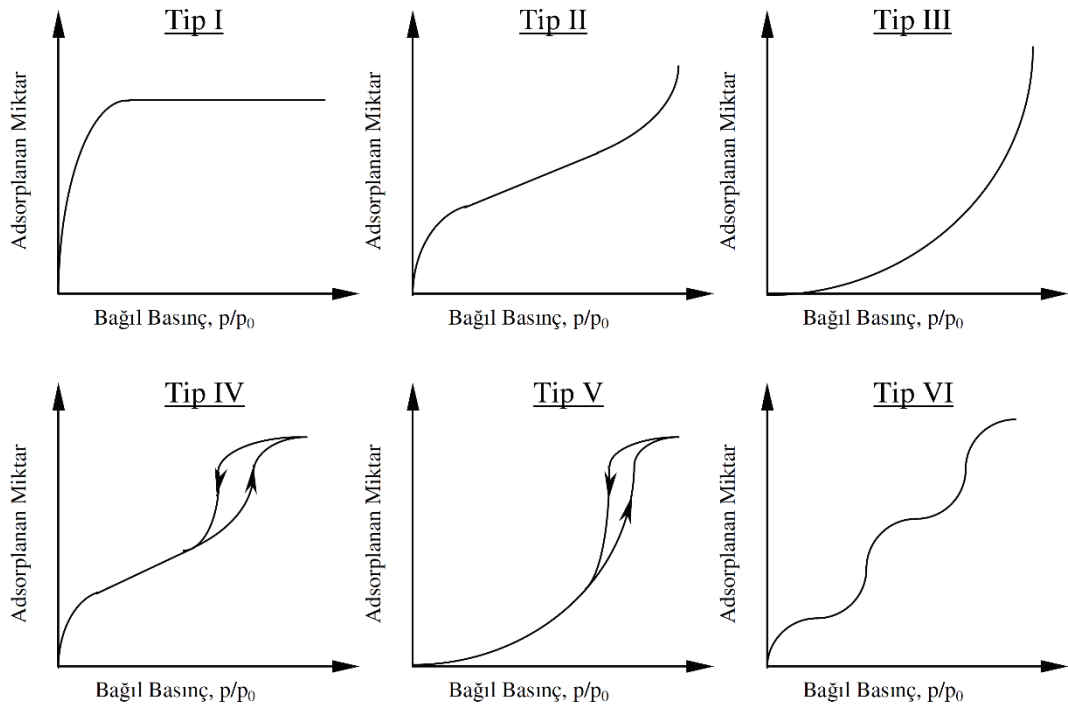 Tip I
Adsorplanan Miktar
Bağıl Basınç, p/p₀
Tip II
Adsorplanan Miktar
Bağıl Basınç, p/p₀
Tip III
Adsorplanan Miktar
Bağıl Basınç, p/p₀
Tip IV
Adsorplanan Miktar
Bağıl Basınç, p/p₀
Tip V
Adsorplanan Miktar
Bağıl Basınç, p/p₀
Tip VI
Adsorplanan Miktar
Bağıl Basınç, p/p₀